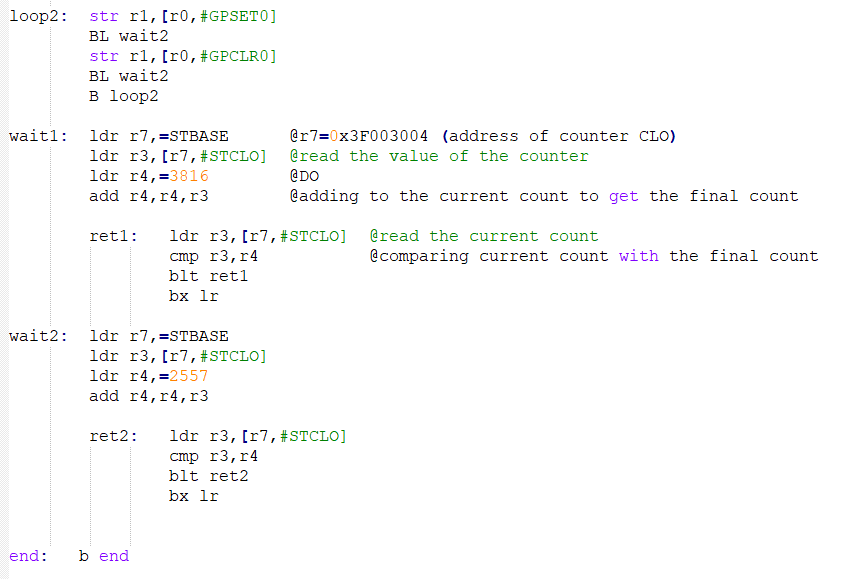 loop2:  str r1,[r0,#GPSET0]
        BL wait2
        str r1,[r0,#GPCLR0]
        BL wait2
        B loop2

wait1:  ldr r7,=STBASE      @r7=0x3F003004 (address of counter CLO)
        ldr r3,[r7,#STCLO]  @read the value of the counter
        ldr r4,=3816        @DO
        add r4,r4,r3        @adding to the current count to get the final count

        ret1:   ldr r3,[r7,#STCLO]  @read the current count
                cmp r3,r4           @comparing current count with the final count
                blt ret1
                bx lr

wait2:  ldr r7,=STBASE
        ldr r3,[r7,#STCLO]
        ldr r4,=2557
        add r4,r4,r3

        ret2:   ldr r3,[r7,#STCLO]
                cmp r3,r4
                blt ret2
                bx lr


end:   b end